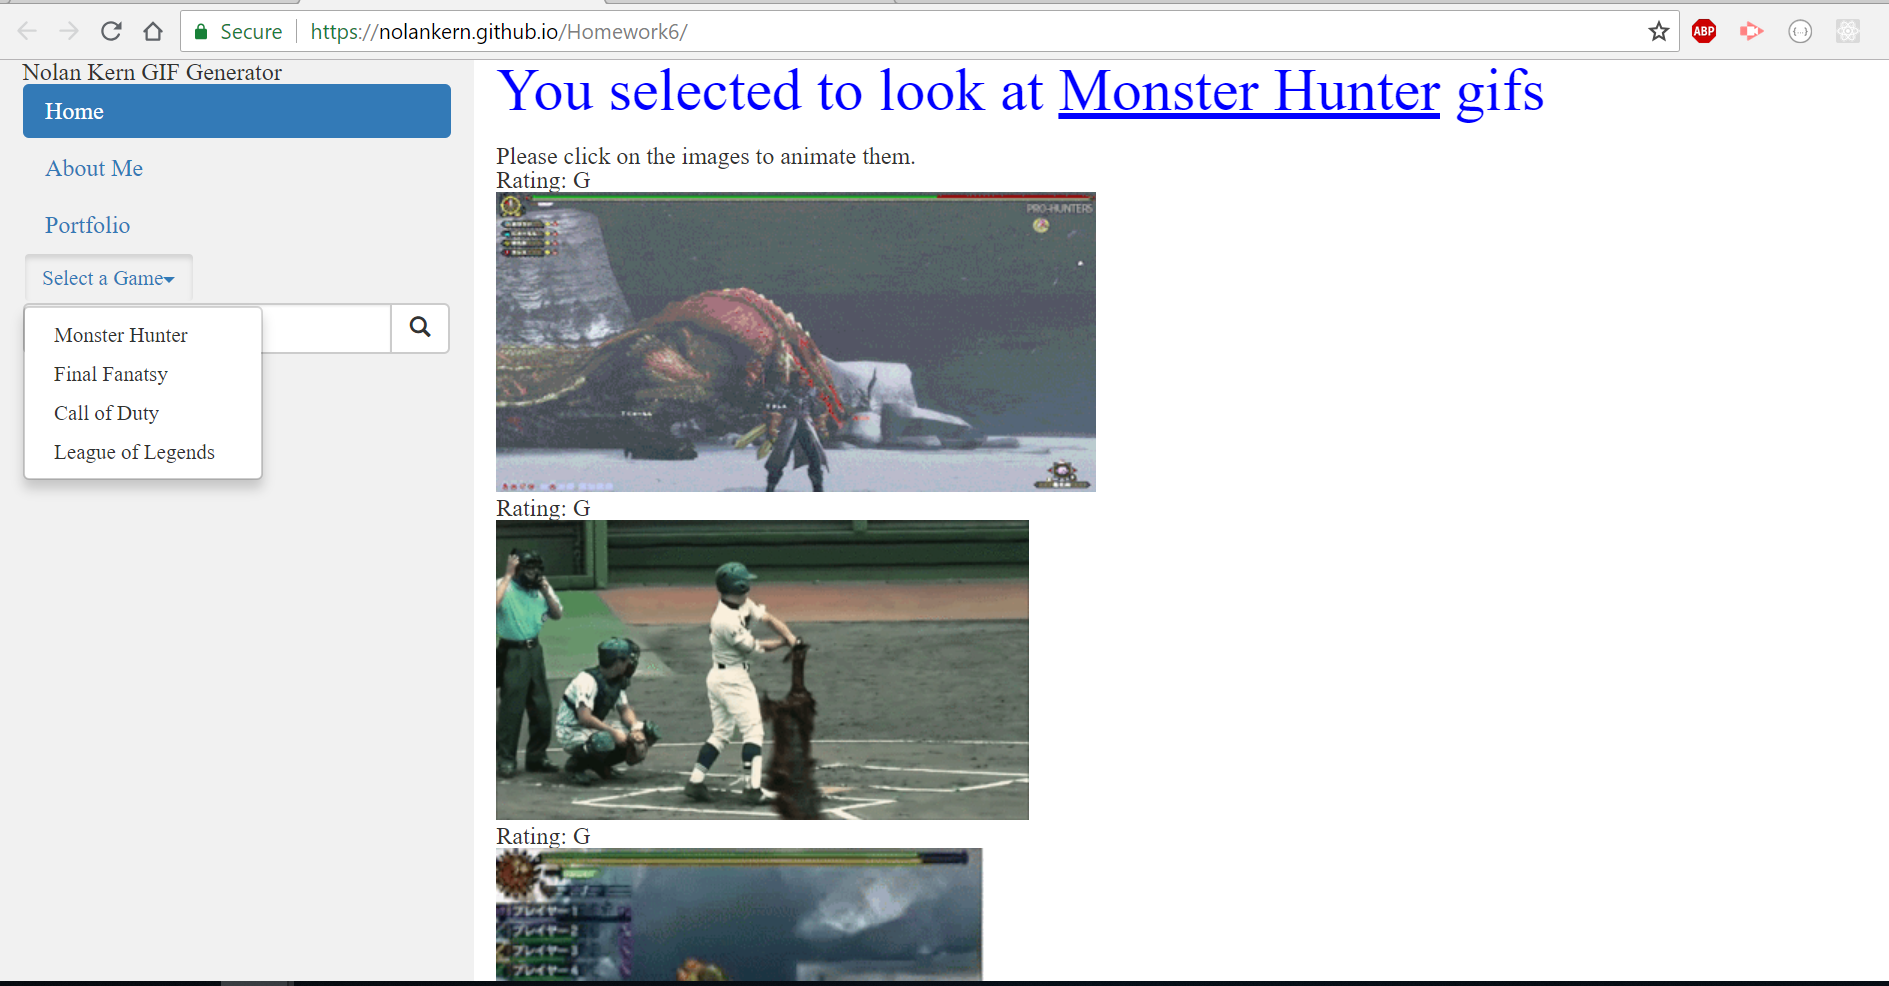 Secure
https://nolankern.github.io/Homework6/
ABP
Nolan Kern GIF Generator
Home
About Me
Portfolio
Select a Game
Monster Hunter
Final Fanatsy
Call of Duty
League of Legends
You selected to look at Monster Hunter gifs
Please click on the images to animate them.
Rating: G
PRO-HUNTERS
Rating: G
Rating: G
プレイヤー1
プレイヤー2
プレイヤー3
プレイヤー4